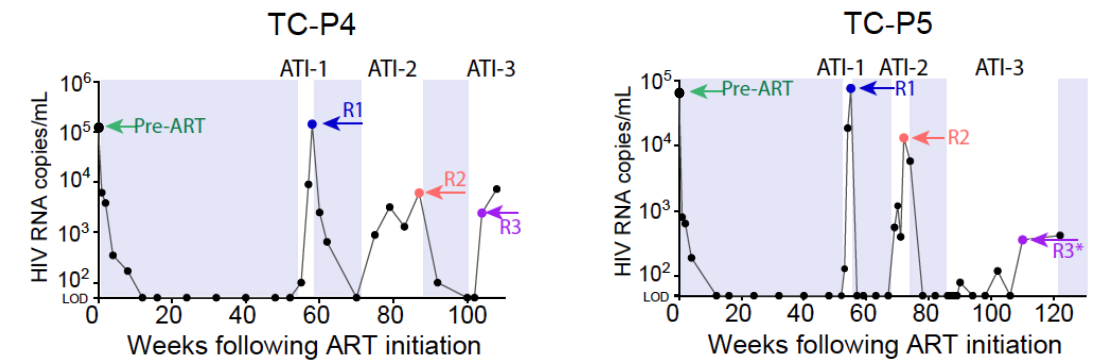 TC-P4
ATI-1 ATI-2 ATI-3
HIV RNA copies/mL
10⁶
10⁵
10⁴
10³
10²
LOD
Pre-ART
R1
R2
R3
0 20 40 60 80 100
Weeks following ART initiation
TC-P5
ATI-1 ATI-2 ATI-3
HIV RNA copies/mL
10⁵
10⁴
10³
10²
LOD
Pre-ART
R1
R2
R3*
0 20 40 60 80 100 120
Weeks following ART initiation